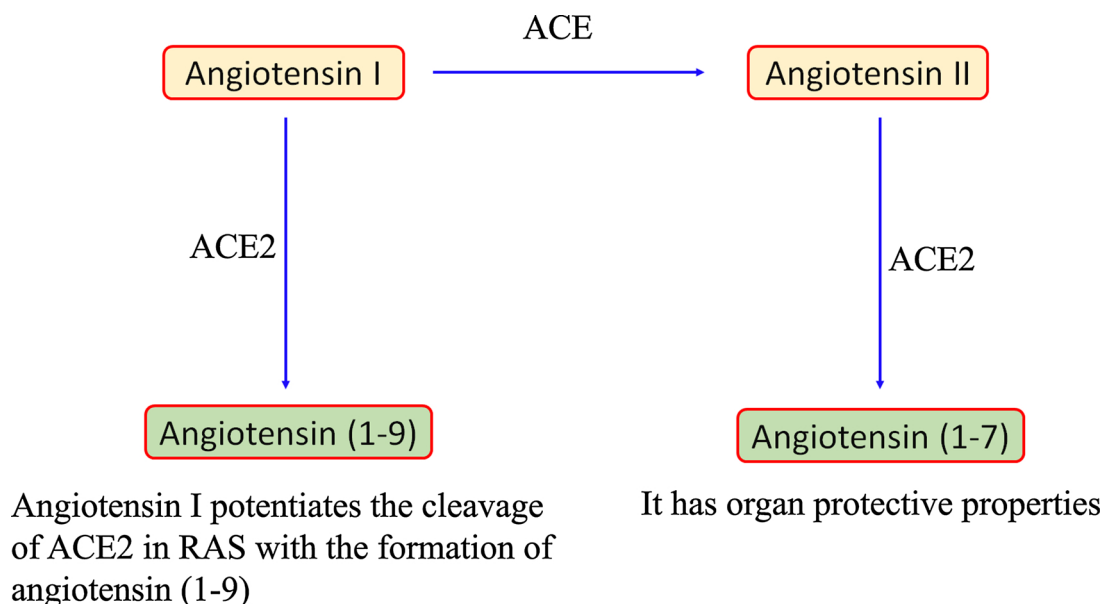 ACE
Angiotensin I
Angiotensin II
ACE2
ACE2
Angiotensin (1-9)
Angiotensin (1-7)
Angiotensin I potentiates the cleavage
of ACE2 in RAS with the formation of
angiotensin (1-9)
It has organ protective properties